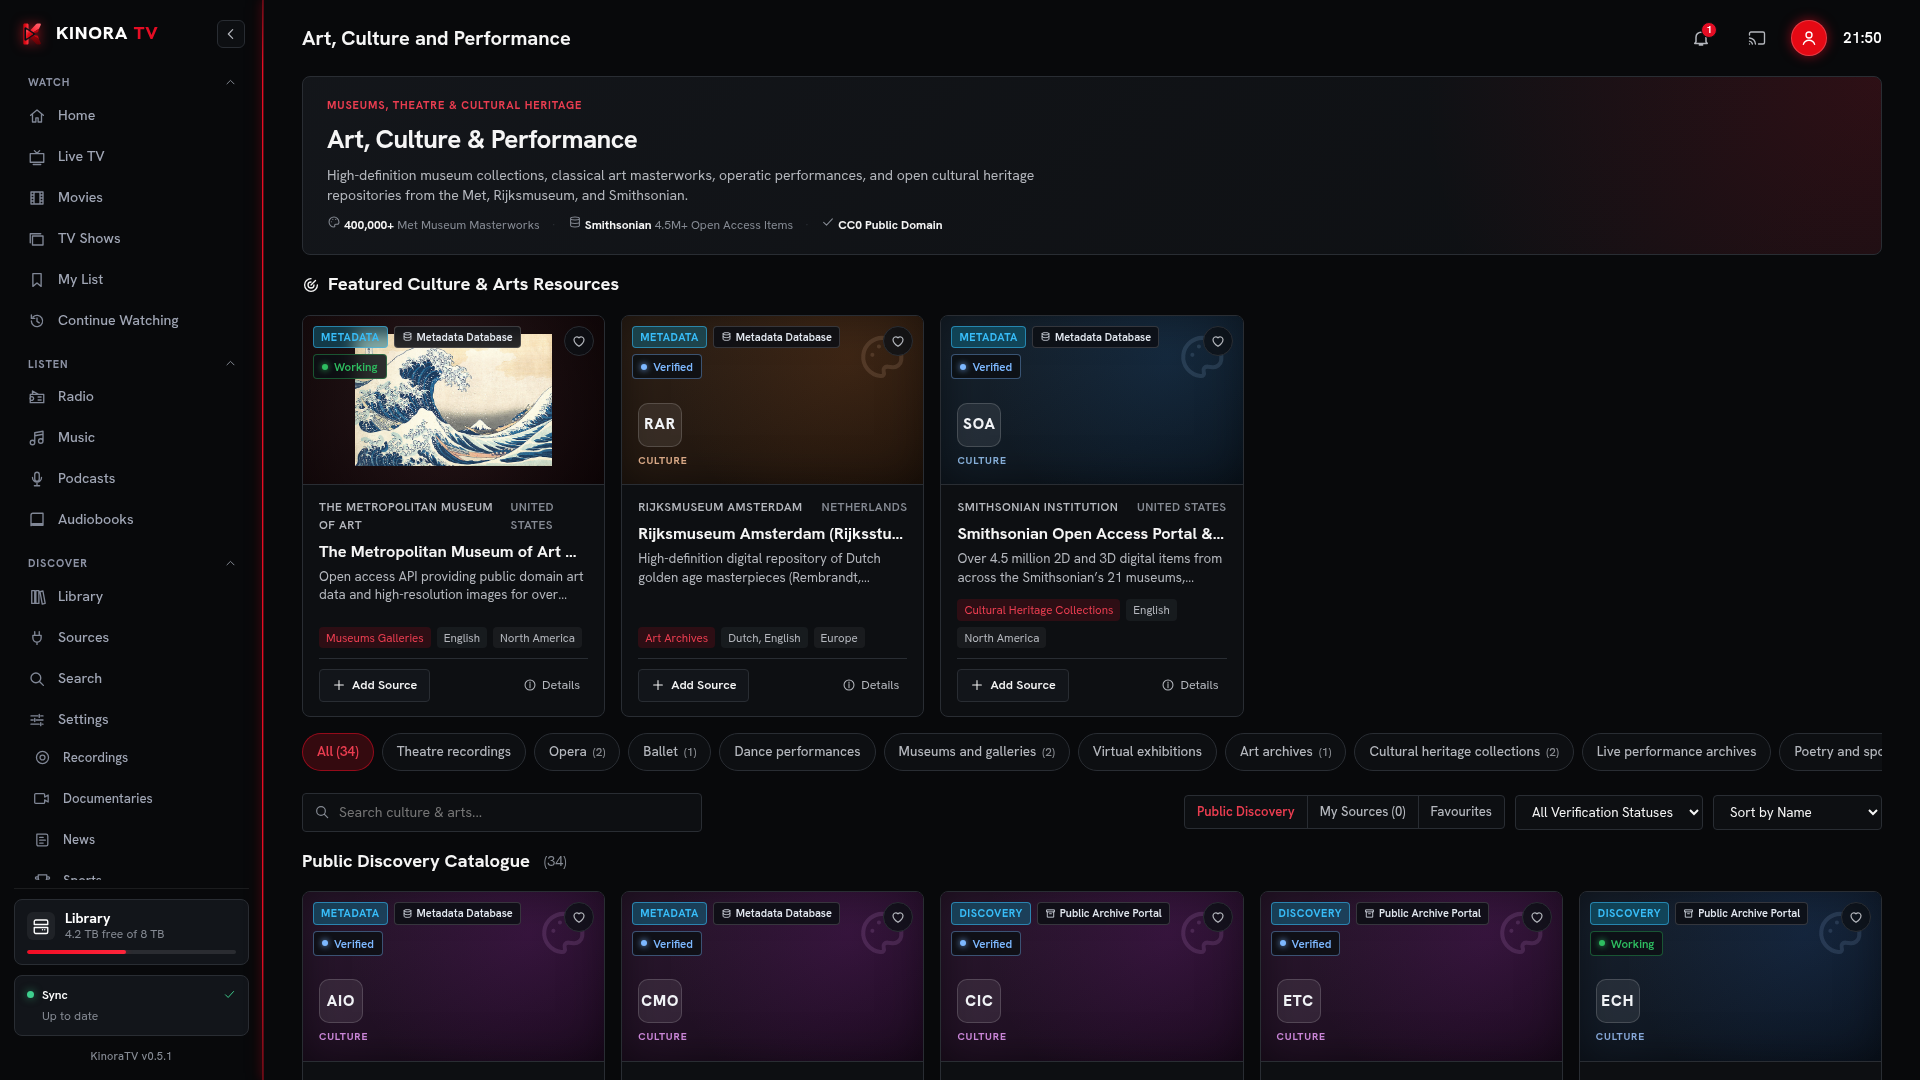 KINORA TV
WATCH
Home
Live TV
Movies
TV Shows
My List
Continue Watching
LISTEN
Radio
Music
Podcasts
Audiobooks
DISCOVER
Library
Sources
Search
Settings
Recordings
Documentaries
News
Sports
Library
4.2 TB free of 8 TB
Sync
Up to date
KinoraTV v0.5.1
Art, Culture and Performance
1
21:50
MUSEUMS, THEATRE & CULTURAL HERITAGE
Art, Culture & Performance
High-definition museum collections, classical art masterworks, operatic performances, and open cultural heritage
repositories from the Met, Rijksmuseum, and Smithsonian.
400,000+ Met Museum Masterworks · Smithsonian 4.5M+ Open Access Items · CC0 Public Domain
Featured Culture & Arts Resources
METADATA Metadata Database
Working
THE METROPOLITAN MUSEUM OF ART UNITED STATES
The Metropolitan Museum of Art ...
Open access API providing public domain art
data and high-resolution images for over...
Museums Galleries English North America
Add Source Details
METADATA Metadata Database
Verified
RAR
CULTURE
RIJKSMUSEUM AMSTERDAM NETHERLANDS
Rijksmuseum Amsterdam (Rijksstu...
High-definition digital repository of Dutch
golden age masterpieces (Rembrandt,...
Art Archives Dutch, English Europe
Add Source Details
METADATA Metadata Database
Verified
SOA
CULTURE
SMITHSONIAN INSTITUTION UNITED STATES
Smithsonian Open Access Portal &...
Over 4.5 million 2D and 3D digital items from
across the Smithsonian's 21 museums,...
Cultural Heritage Collections English
North America
Add Source Details
All (34) Theatre recordings Opera (2) Ballet (1) Dance performances Museums and galleries (2) Virtual exhibitions Art archives (1) Cultural heritage collections (2) Live performance archives Poetry and spo
Search culture & arts...
Public Discovery My Sources (0) Favourites All Verification Statuses Sort by Name
Public Discovery Catalogue (34)
METADATA Metadata Database
Verified
AIO
CULTURE
METADATA Metadata Database
Verified
CMO
CULTURE
DISCOVERY Public Archive Portal
Verified
CIC
CULTURE
DISCOVERY Public Archive Portal
Verified
ETC
CULTURE
DISCOVERY Public Archive Portal
Working
ECH
CULTURE